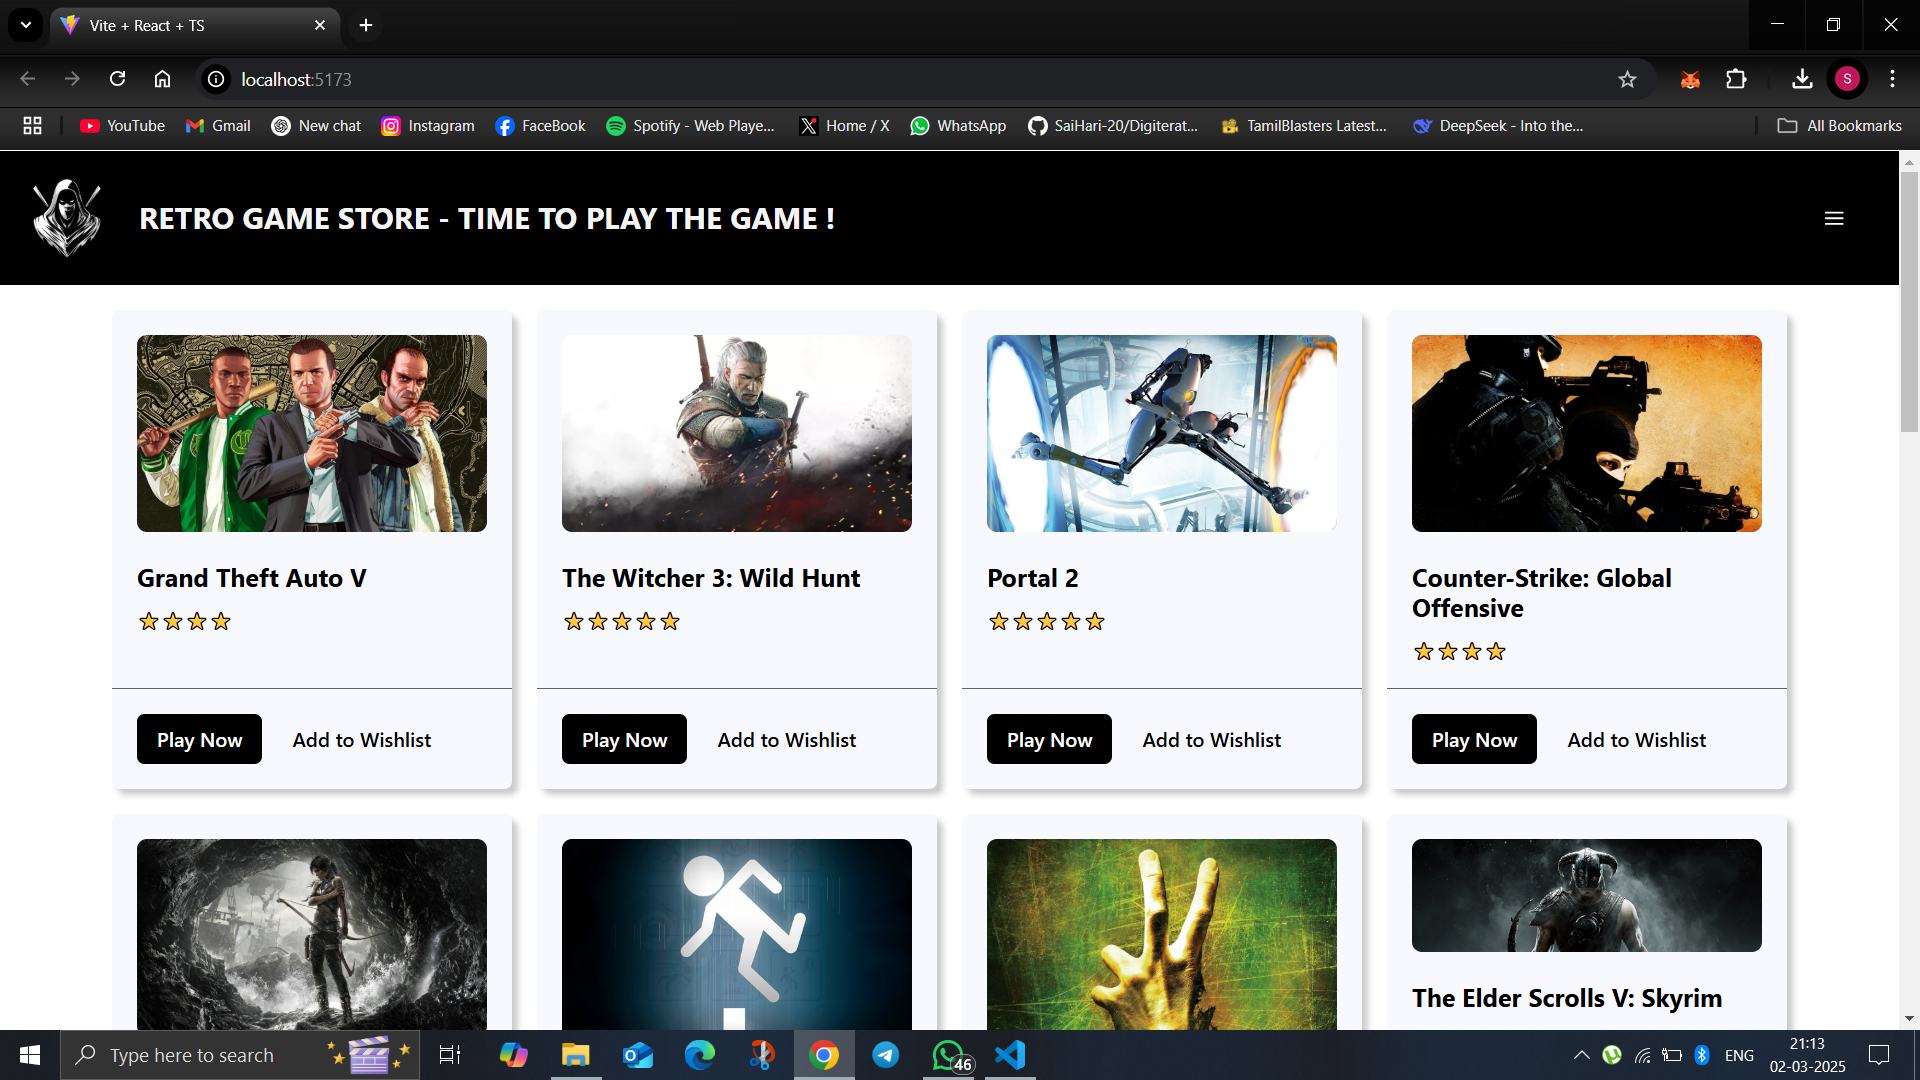 Vite + React + TS
localhost:5173
S
YouTube
Gmail
New chat
Instagram
FaceBook
Spotify - Web Playe...
Home / X
WhatsApp
SaiHari-20/Digiterat...
TamilBlasters Latest...
DeepSeek - Into the...
All Bookmarks
RETRO GAME STORE - TIME TO PLAY THE GAME !
Grand Theft Auto V
The Witcher 3: Wild Hunt
Portal 2
Counter-Strike: Global
Offensive
Play Now
Add to Wishlist
Play Now
Add to Wishlist
Play Now
Add to Wishlist
Play Now
Add to Wishlist
The Elder Scrolls V: Skyrim
Type here to search
46
ENG
21:13
02-03-2025